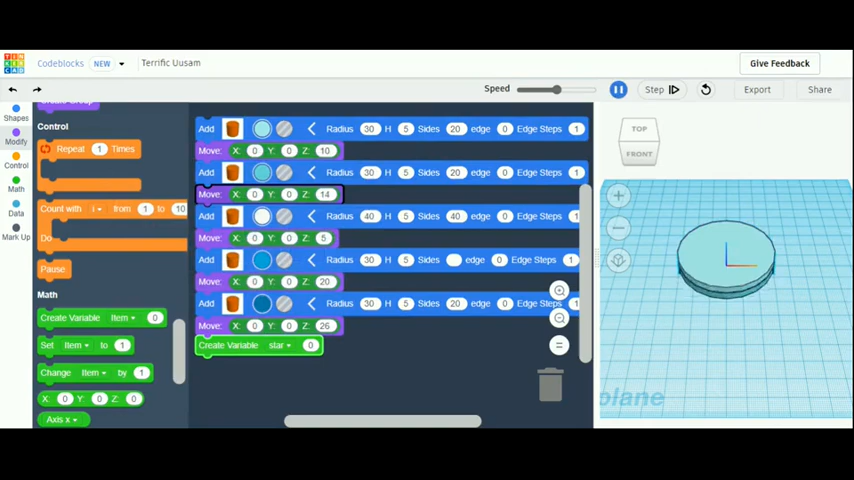 TIN
KER
CAD
Codeblocks NEW Terrific Uusam Give Feedback
Speed Step Export Share
Shapes
Modify
Control
Math
Data
Mark Up
Control
Repeat 1 Times
Count with i from 1 to 10
Do
Pause
Math
Create Variable Item 0
Set Item to 1
Change Item by 1
X: 0 Y: 0 Z: 0
Axis x
Add Radius 30 H 5 Sides 20 edge 0 Edge Steps 1
Move: X: 0 Y: 0 Z: 10
Add Radius 30 H 5 Sides 20 edge 0 Edge Steps 1
Move: X: 0 Y: 0 Z: 14
Add Radius 40 H 5 Sides 40 edge 0 Edge Steps 1
Move: X: 0 Y: 0 Z: 5
Add Radius 30 H 5 Sides edge 0 Edge Steps 1
Move: X: 0 Y: 0 Z: 20
Add Radius 30 H 5 Sides 20 edge 0 Edge Steps 1
Move: X: 0 Y: 0 Z: 26
Create Variable star 0
TOP
FRONT
plane